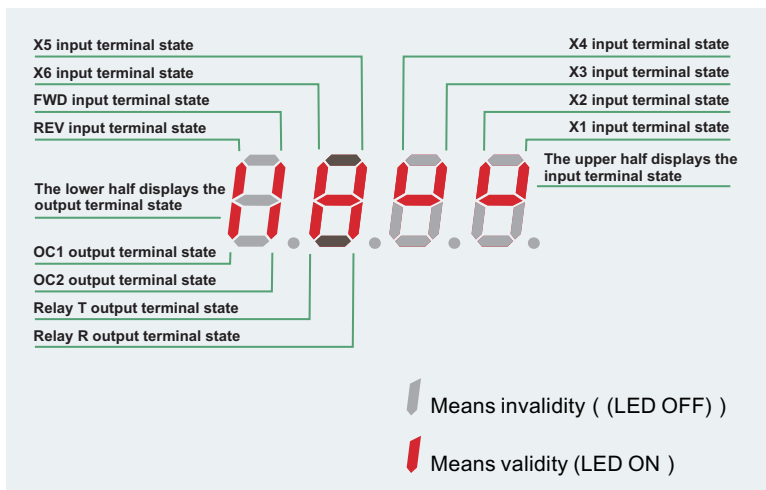 X5 input terminal state
X6 input terminal state
FWD input terminal state
REV input terminal state
X4 input terminal state
X3 input terminal state
X2 input terminal state
X1 input terminal state
The upper half displays the
input terminal state
The lower half displays the
output terminal state
OC1 output terminal state
OC2 output terminal state
Relay T output terminal state
Relay R output terminal state
Means invalidity ( (LED OFF) )
Means validity (LED ON )